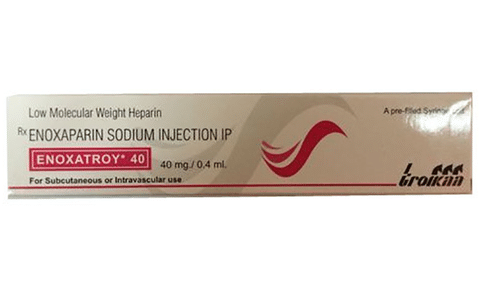 Low Molecular Weight Heparin
Rx ENOXAPARIN SODIUM INJECTION IP
ENOXATROY® 40
40 mg./ 0.4 ml.
For Subcutaneous or Intravascular use
A pre-filled Syringe
troikaa